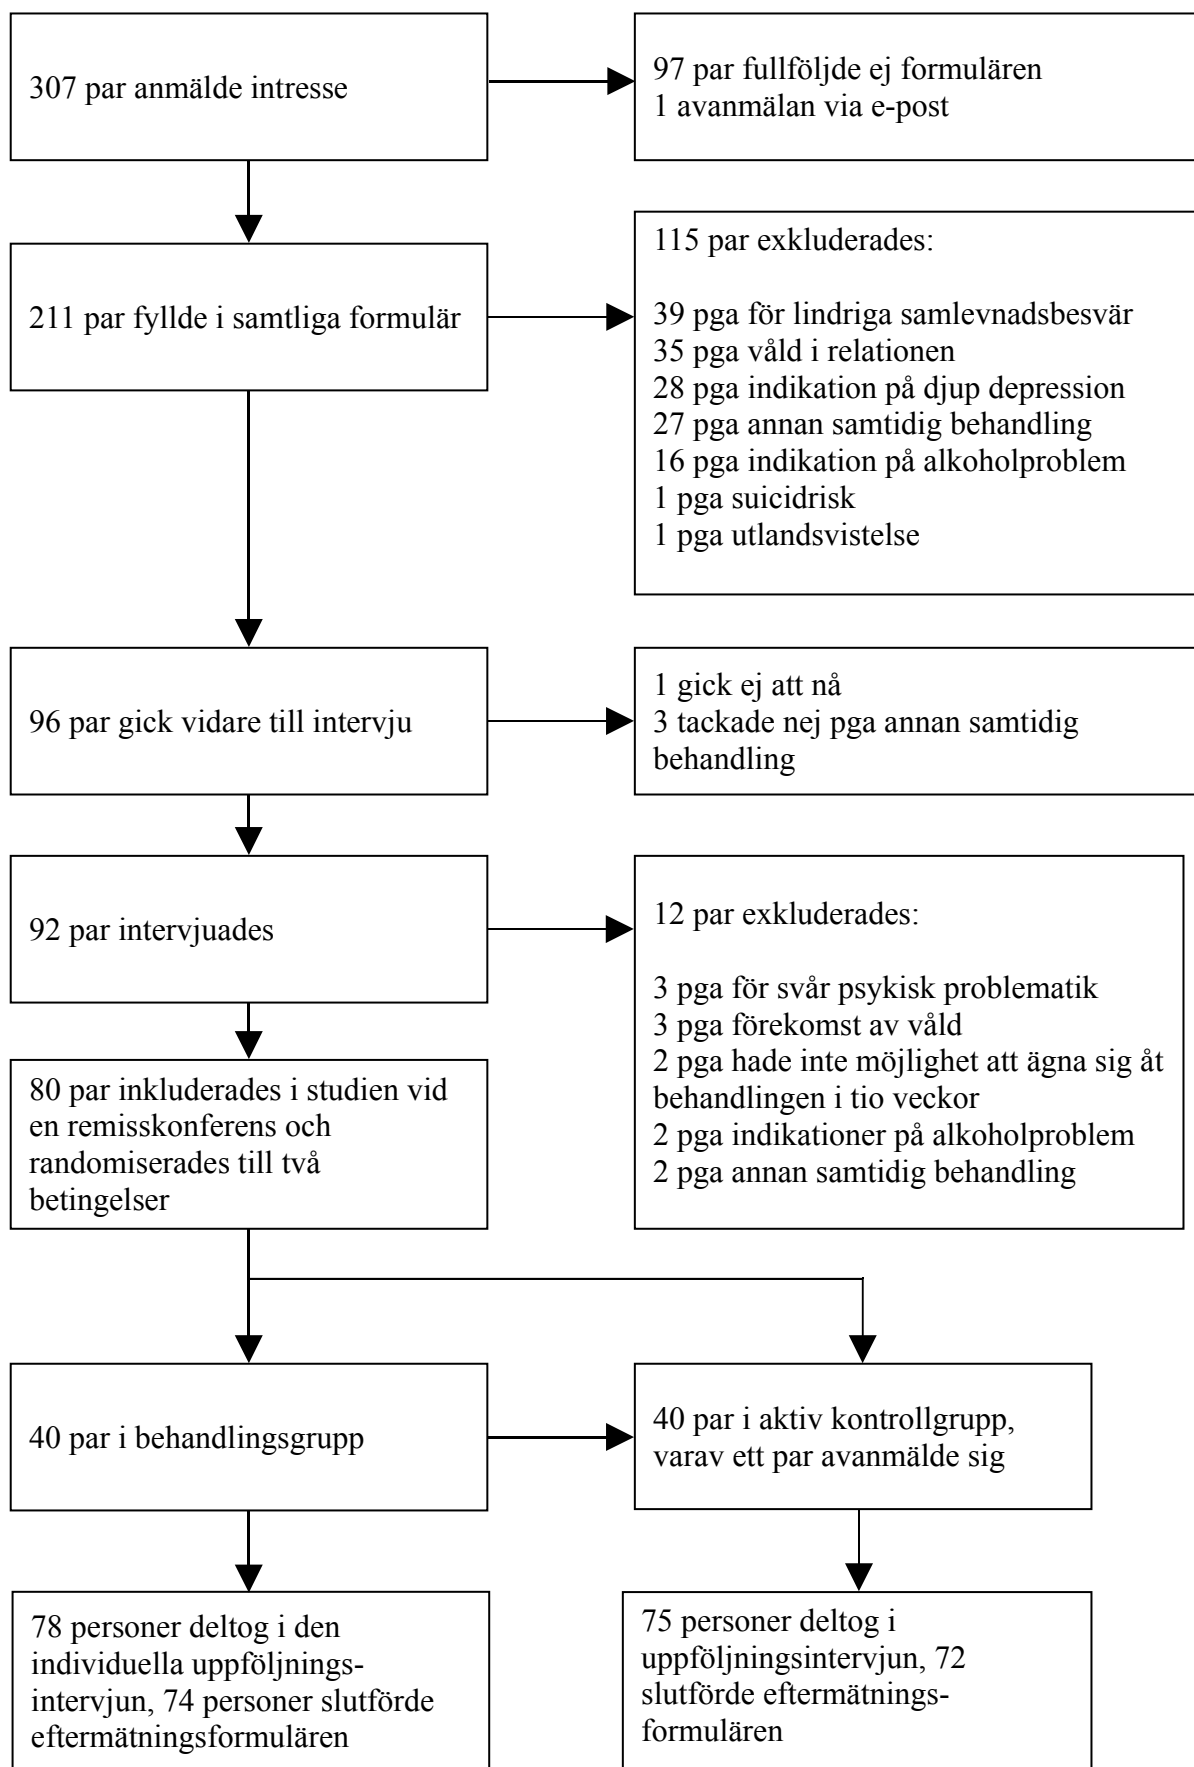 307 par anmälde intresse
97 par fullföljde ej formulären
1 avanmälan via e-post
211 par fyllde i samtliga formulär
115 par exkluderades:
39 pga för lindriga samlevnadsbesvär
35 pga våld i relationen
28 pga indikation på djup depression
27 pga annan samtidig behandling
16 pga indikation på alkoholproblem
1 pga suicidrisk
1 pga utlandsvistelse
96 par gick vidare till intervju
1 gick ej att nå
3 tackade nej pga annan samtidig
behandling
92 par intervjuades
12 par exkluderades:
3 pga för svår psykisk problematik
3 pga förekomst av våld
2 pga hade inte möjlighet att ägna sig åt
behandlingen i tio veckor
2 pga indikationer på alkoholproblem
2 pga annan samtidig behandling
80 par inkluderades i studien vid
en remisskonferens och
randomiserades till två
betingelser
40 par i behandlingsgrupp
40 par i aktiv kontrollgrupp,
varav ett par avanmälde sig
78 personer deltog i den
individuella uppföljnings-
intervjun, 74 personer slutförde
eftermätningsformulären
75 personer deltog i
uppföljningsintervjun, 72
slutförde eftermätnings-
formulären